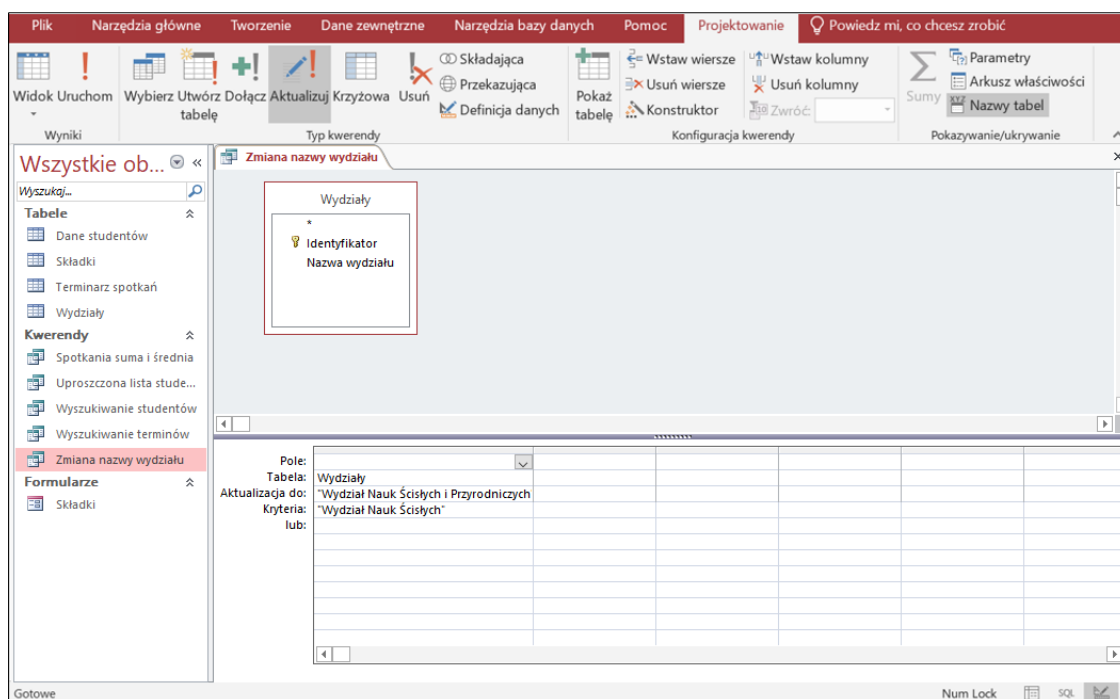 Plik Narzędzia główne Tworzenie Dane zewnętrzne Narzędzia bazy danych Pomoc Projektowanie Powiedz mi, co chcesz zrobić
Widok Uruchom
Wyniki
Wybierz Utwórz tabelę Dołącz Aktualizuj Krzyżowa Usuń
Składająca
Przekazująca
Definicja danych
Typ kwerendy
Pokaż tabelę
Wstaw wiersze
Usuń wiersze
Konstruktor
Wstaw kolumny
Usuń kolumny
Zwróć:
Konfiguracja kwerendy
Sumy
Parametry
Arkusz właściwości
Nazwy tabel
Pokazywanie/ukrywanie
Wszystkie ob... «
Wyszukaj...
Tabele
Dane studentów
Składki
Terminarz spotkań
Wydziały
Kwerendy
Spotkania suma i średnia
Uproszczona lista stude...
Wyszukiwanie studentów
Wyszukiwanie terminów
Zmiana nazwy wydziału
Formularze
Składki
Zmiana nazwy wydziału
Wydziały
*
Identyfikator
Nazwa wydziału
Pole:
Tabela: Wydziały
Aktualizacja do: "Wydział Nauk Ścisłych i Przyrodniczych
Kryteria: "Wydział Nauk Ścisłych"
lub:
Gotowe
Num Lock
SQL